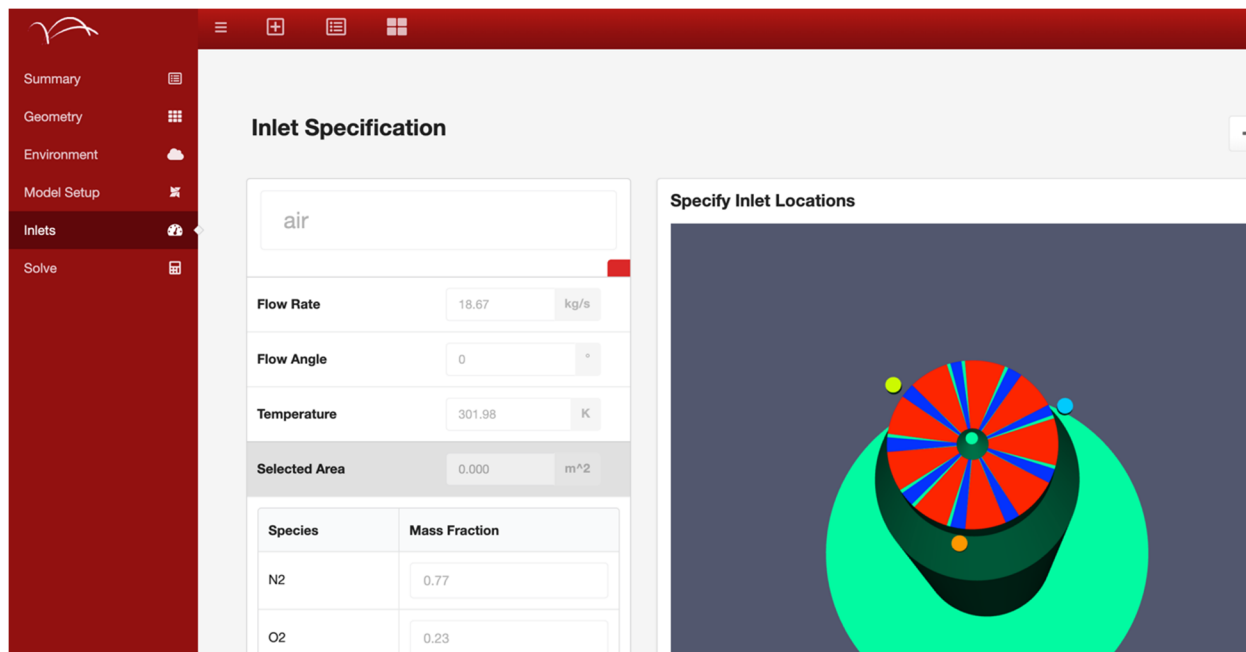 Summary
Geometry
Environment
Model Setup
Inlets
Solve
Inlet Specification
air
Flow Rate 18.67 kg/s
Flow Angle 0 °
Temperature 301.98 K
Selected Area 0.000 m^2
Species Mass Fraction
N2 0.77
O2 0.23
Specify Inlet Locations